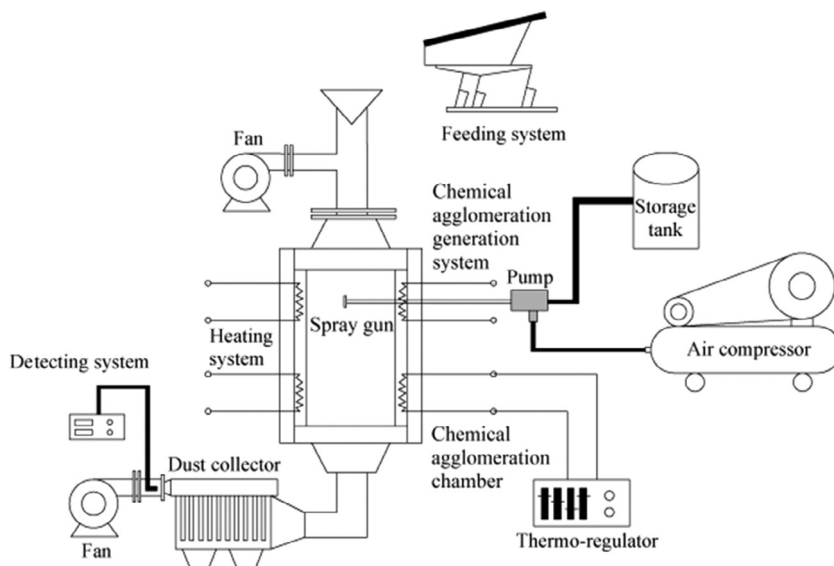 Feeding system
Fan
Chemical
agglomeration
generation
system
Storage
tank
Pump
Spray gun
Heating
system
Air compressor
Detecting system
Chemical
agglomeration
chamber
Dust collector
Fan
Thermo-regulator